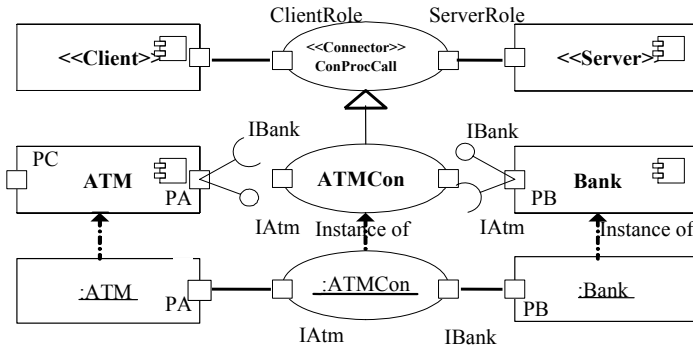 ClientRole
ServerRole
<<Client>>
<<Connector>>
ConProcCall
<<Server>>
IBank
IBank
PC
ATM
PA
ATMCon
Bank
PB
IAtm
Instance of
IAtm
Instance of
:ATM
PA
:ATMCon
:Bank
PB
IAtm
IBank